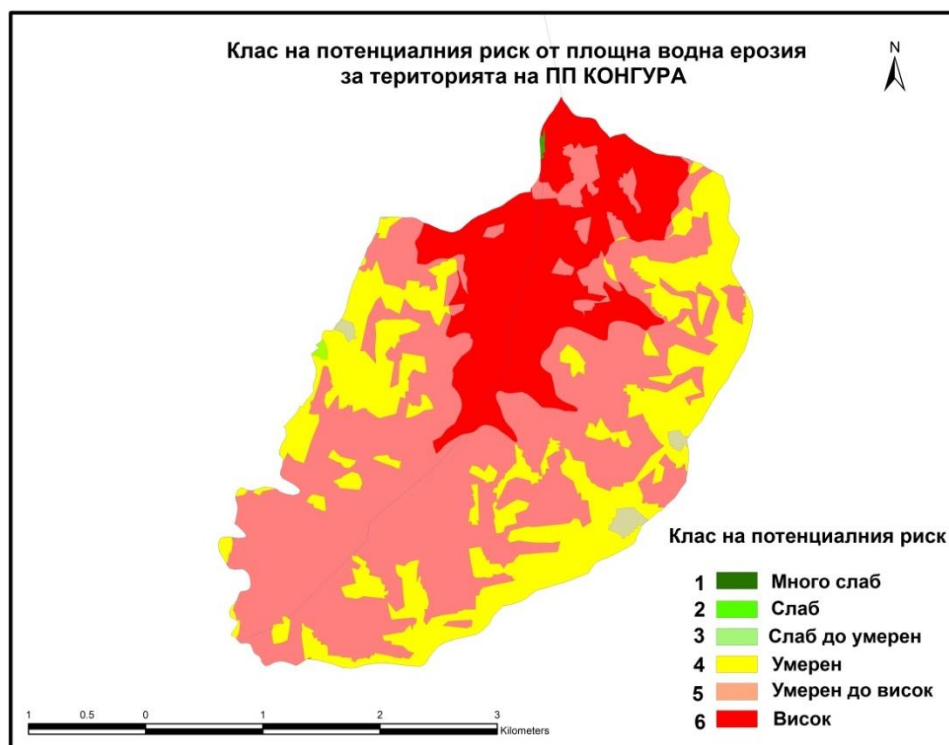 Клас на потенциалния риск от площна водна ерозия
за територията на ПП КОНГУРА
N
Клас на потенциалния риск
1 Много слаб
2 Слаб
3 Слаб до умерен
4 Умерен
5 Умерен до висок
6 Висок
1 0.5 0 1 2 3
Kilometers